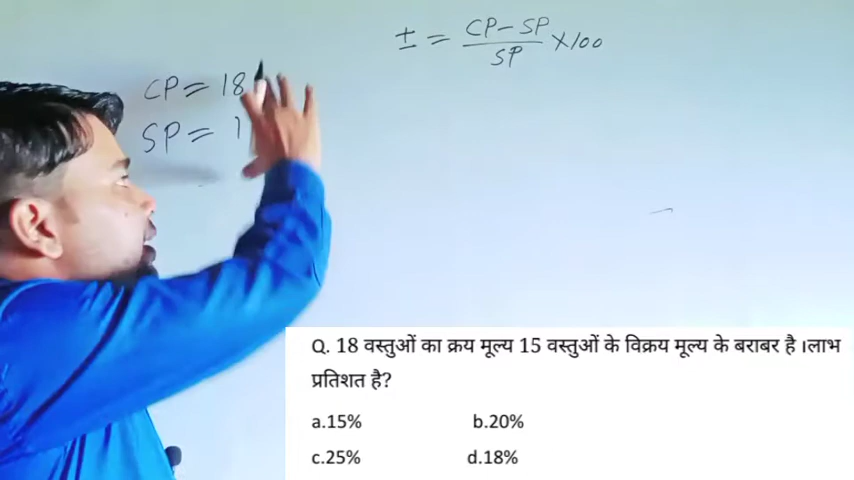 ± = CP-SP/SP ×100
CP = 18
SP = 1
Q. 18 वस्तुओं का क्रय मूल्य 15 वस्तुओं के विक्रय मूल्य के बराबर है ।लाभ
प्रतिशत है?
a.15% b.20%
c.25% d.18%